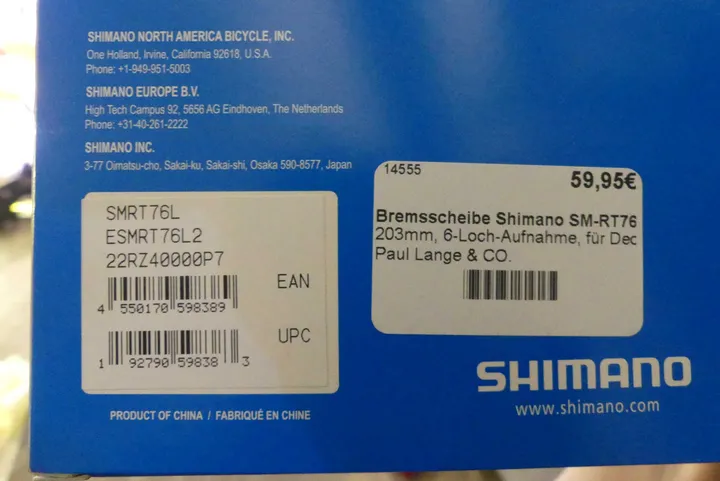 SHIMANO NORTH AMERICA BICYCLE, INC.
One Holland, Irvine, California 92618, U.S.A.
Phone: +1-949-951-5003
SHIMANO EUROPE B.V.
High Tech Campus 92, 5656 AG Eindhoven, The Netherlands
Phone: +31-40-261-2222
SHIMANO INC.
3-77 Oimatsu-cho, Sakai-ku, Sakai-shi, Osaka 590-8577, Japan
SMRT76L
ESMRT76L2
22RZ40000P7
EAN
4 550170 598389
UPC
1 92790 59838 3
PRODUCT OF CHINA / FABRIQUÉ EN CHINE
14555
59,95€
Bremsscheibe Shimano SM-RT76
203mm, 6-Loch-Aufnahme, für Dec
Paul Lange & CO.
SHIMANO
www.shimano.com